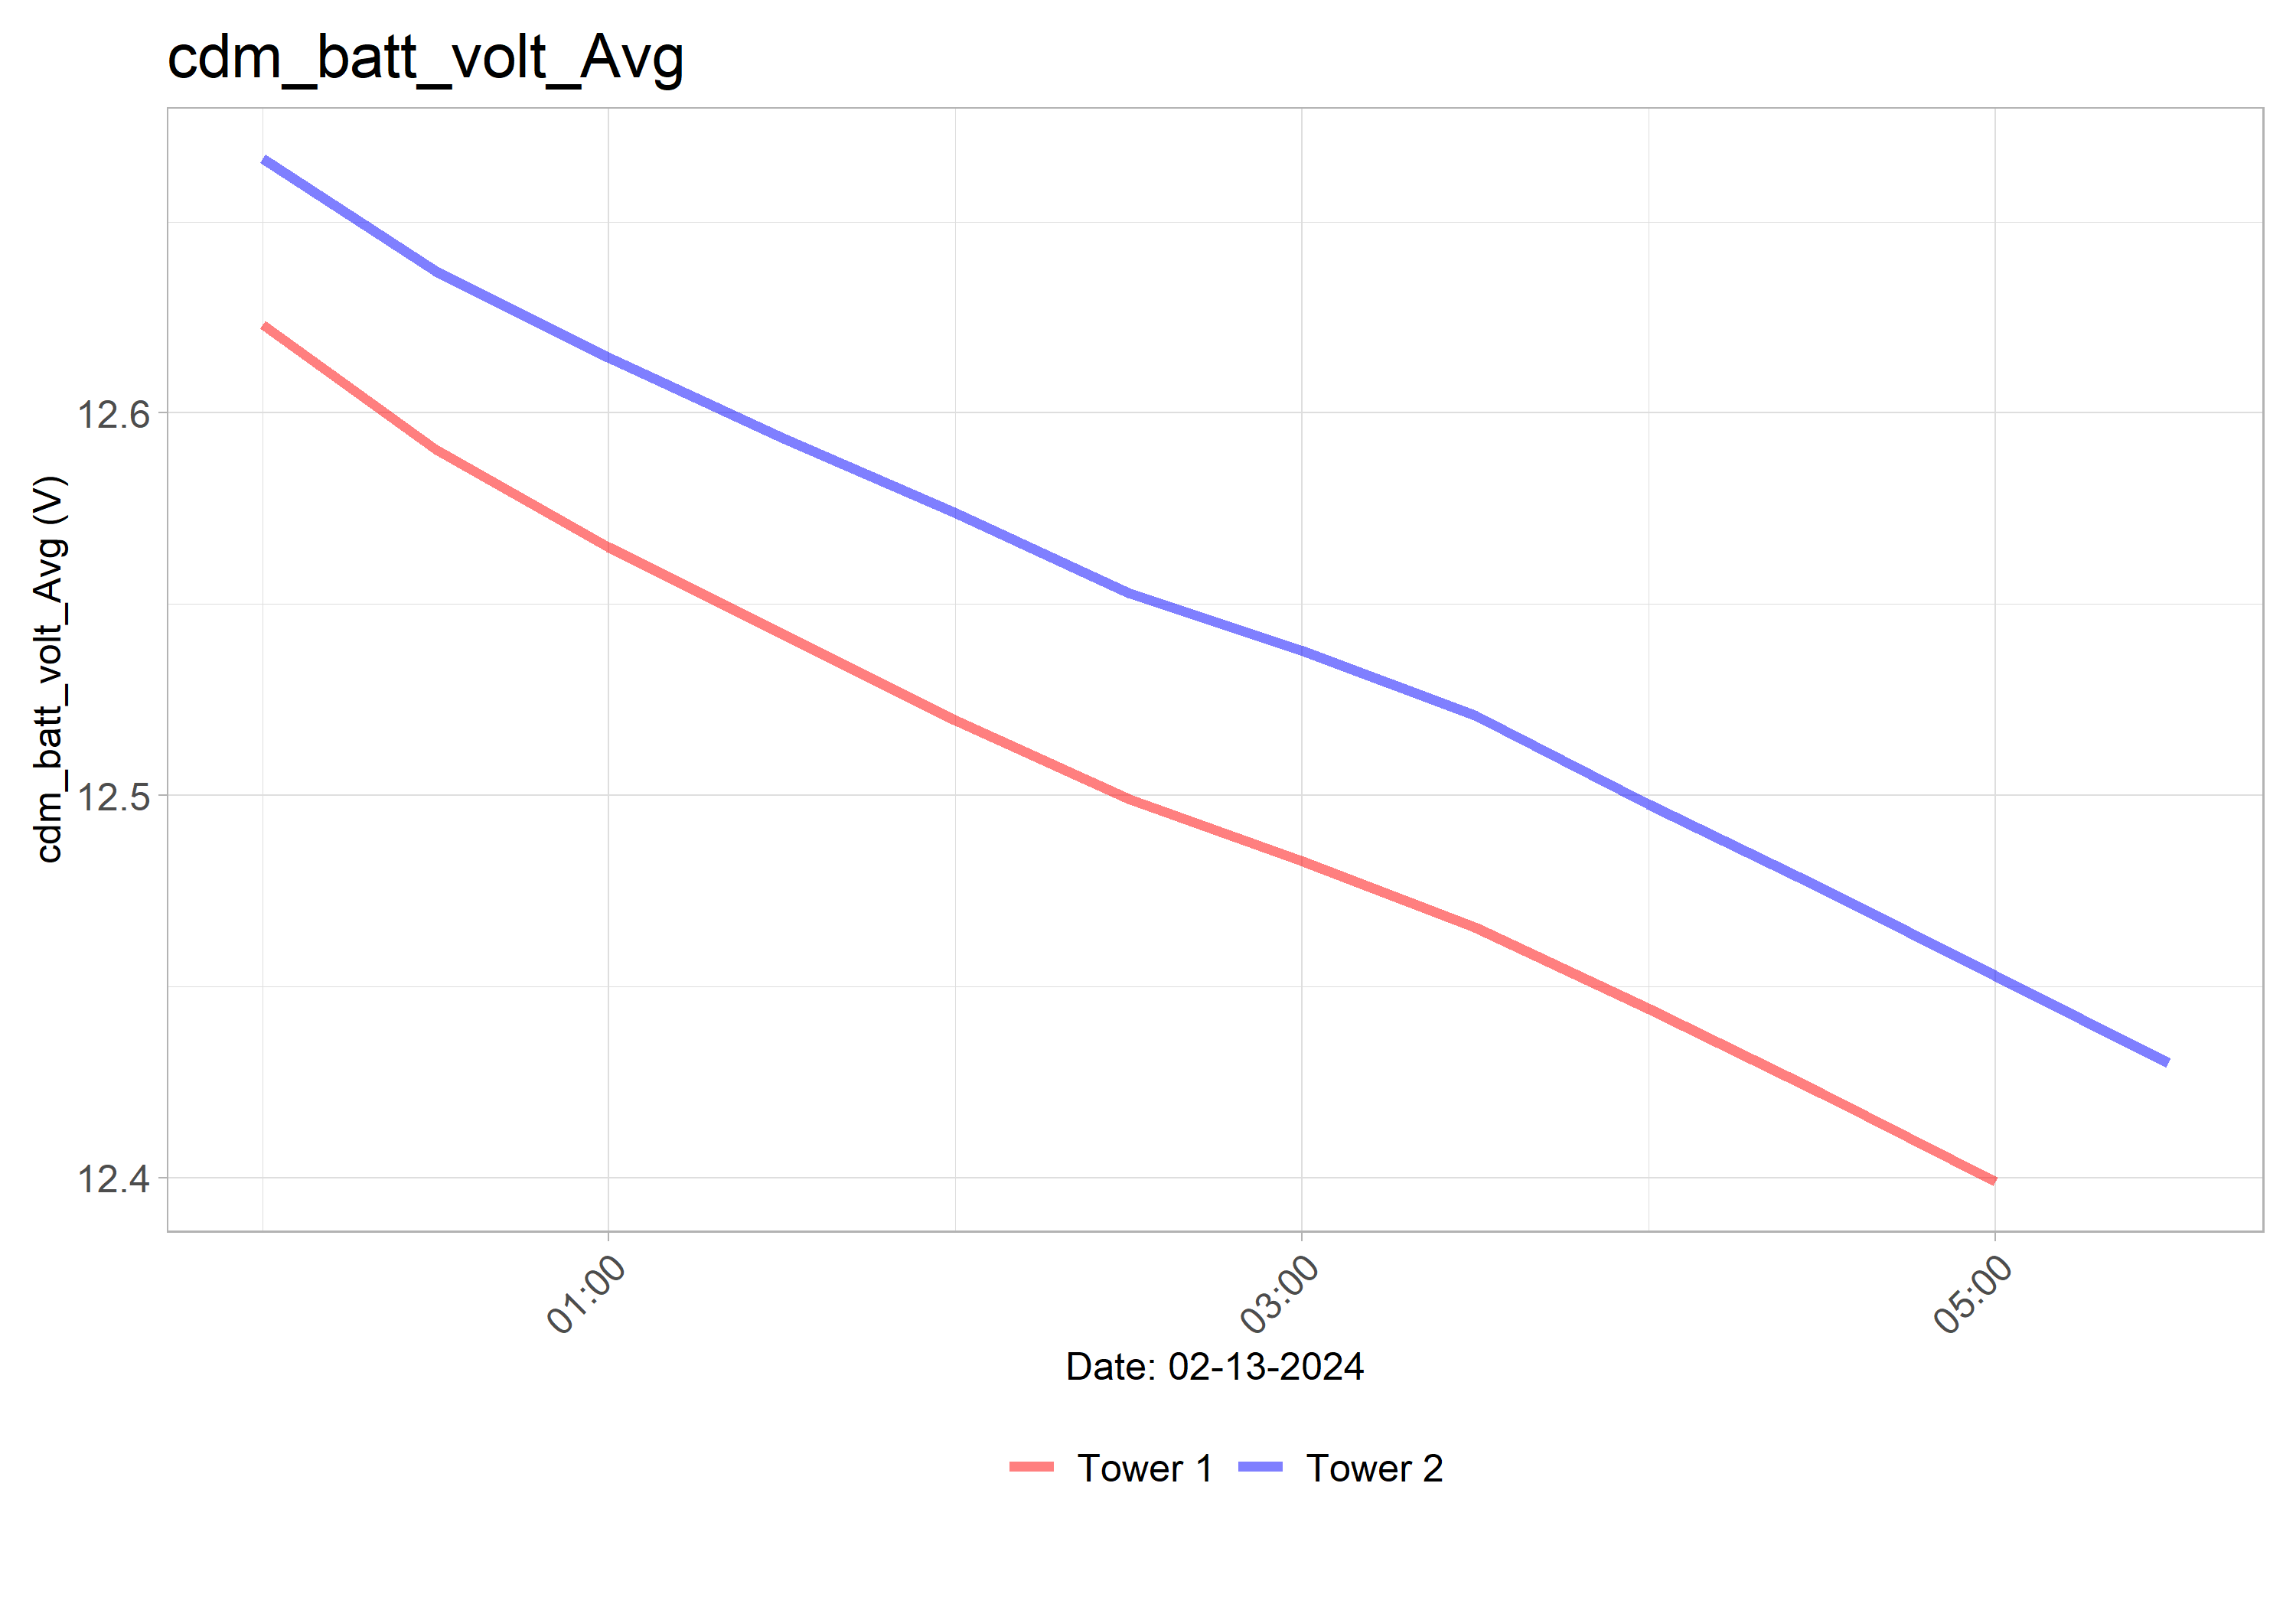 cdm_batt_volt_Avg
cdm_batt_volt_Avg (V)
12.6
12.5
12.4
01:00
03:00
05:00
Date: 02-13-2024
Tower 1
Tower 2